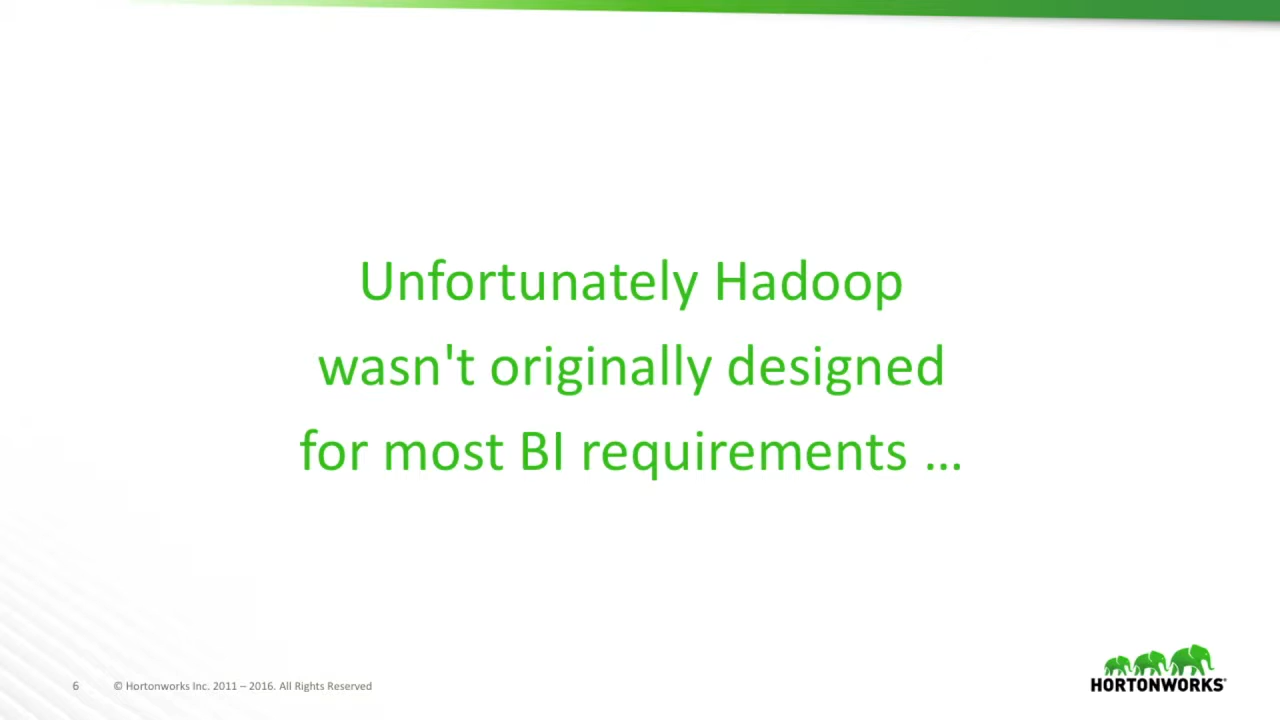 Unfortunately Hadoop
wasn't originally designed
for most BI requirements …
6 © Hortonworks Inc. 2011 – 2016. All Rights Reserved
HORTONWORKS®